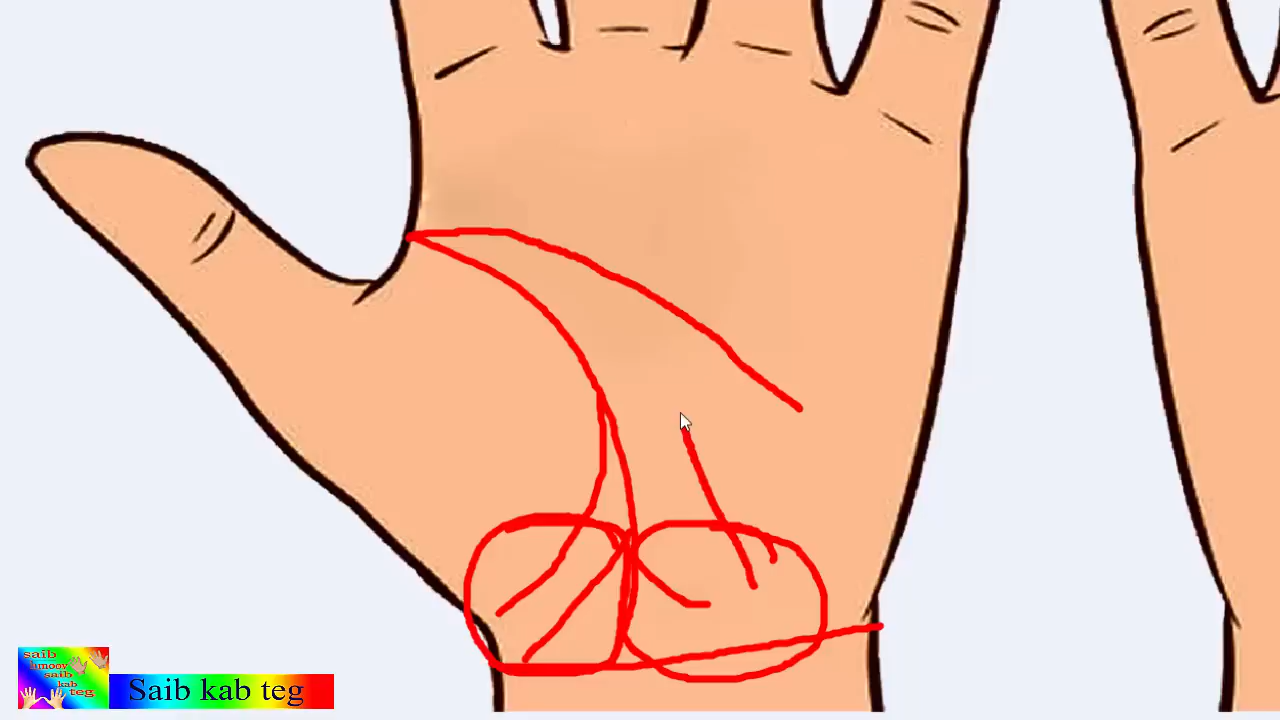 saib
hmoov
saib
kab
teg
Saib kab teg